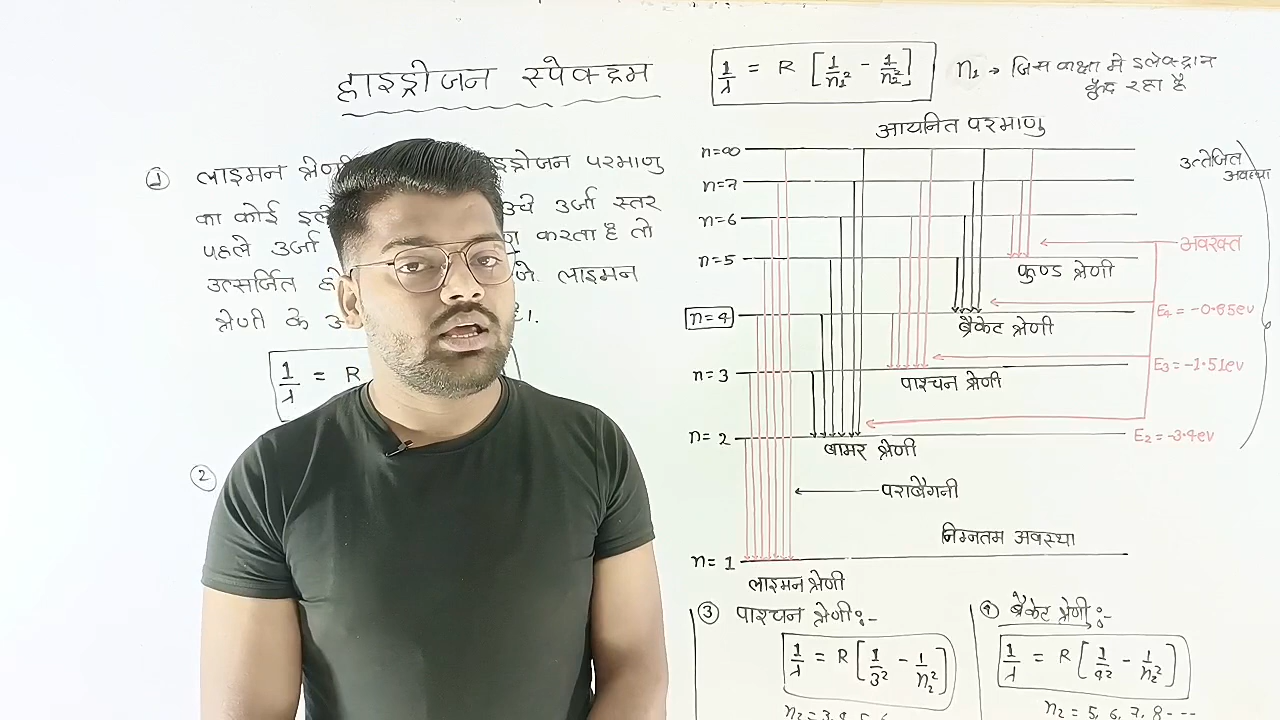 हाइड्रोजन स्पेक्ट्रम
1/λ = R [1/n₁² - 1/n₂²]
n₁ → जिस कक्षा में इलेक्ट्रान
कूद रहा है
① लाइमन श्रेणी हाइड्रोजन परमाणु
का कोई उचे उर्जा स्तर
पहले उर्जा करता है तो
उत्सर्जित लाइमन
श्रेणी के
1/λ = R
②
आयनित परमाणु
n=∞
n=7
n=6
n=5
n=4
n=3
n=2
n=1
उत्तेजित
अवस्था
अवरक्त
फुण्ड श्रेणी
E₄ = -0.85ev
ब्रैकेट श्रेणी
E₃ = -1.51ev
पाश्चन श्रेणी
E₂ = -3.4ev
बामर श्रेणी
पराबैंगनी
निम्नतम अवस्था
लाइमन श्रेणी
③ पाश्चन श्रेणी:-
1/λ = R [1/3² - 1/n₂²]
④ ब्रैकेट श्रेणी:-
1/λ = R [1/4² - 1/n₂²]
n₂ = 5, 6, 7, 8 - - -